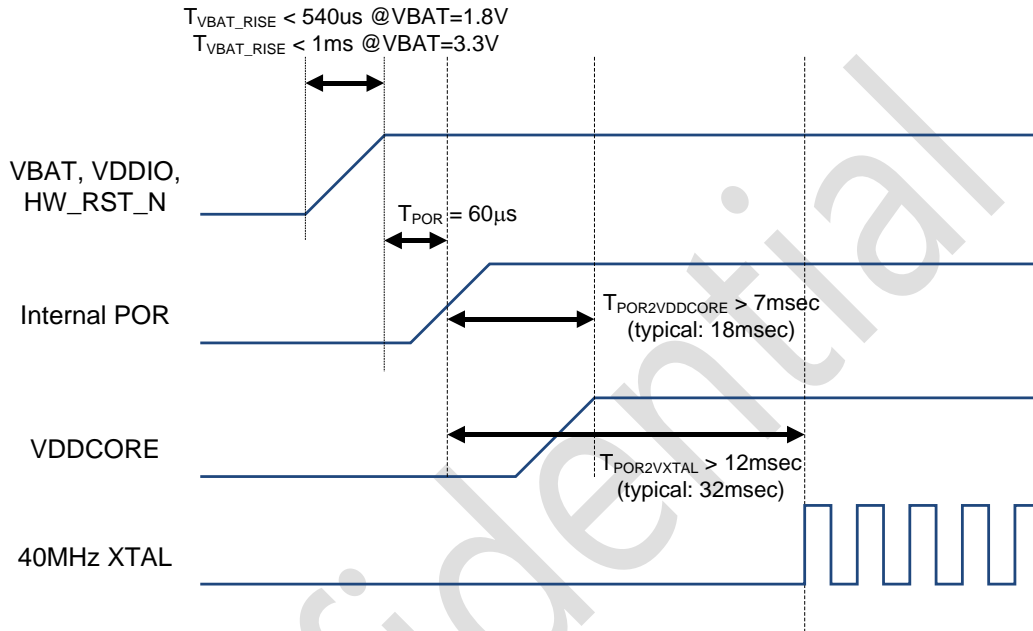 TVBAT_RISE < 540us @VBAT=1.8V
TVBAT_RISE < 1ms @VBAT=3.3V
VBAT, VDDIO,
HW_RST_N
TPOR = 60μs
Internal POR
TPOR2VDDCORE > 7msec
(typical: 18msec)
VDDCORE
TPOR2VXTAL > 12msec
(typical: 32msec)
40MHz XTAL
fidential